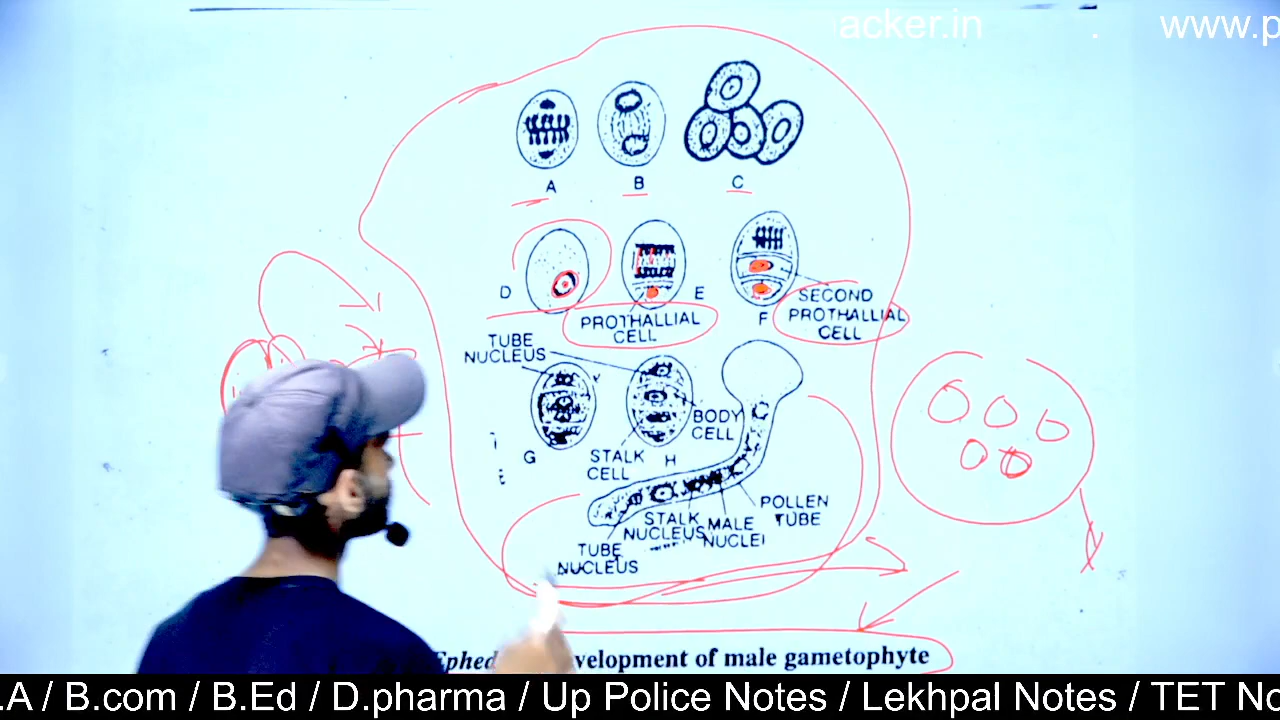 acker.in . www.p
A B C
D PROTHALLIAL CELL E F SECOND PROTHALLIAL CELL
TUBE NUCLEUS
G STALK CELL H BODY CELL
TUBE NUCLEUS STALK NUCLEUS MALE NUCLEI POLLEN TUBE
Ephed velopment of male gametophyte
.A / B.com / B.Ed / D.pharma / Up Police Notes / Lekhpal Notes / TET No